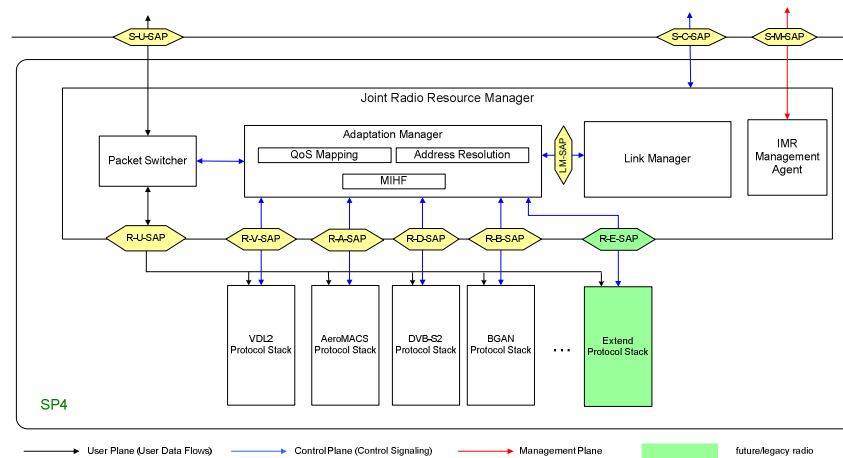 S-U-SAP
S-C-SAP
S-M-SAP
Joint Radio Resource Manager
Packet Switcher
Adaptation Manager
QoS Mapping
Address Resolution
MIHF
LM-SAP
Link Manager
IMR
Management
Agent
R-U-SAP
R-V-SAP
R-A-SAP
R-D-SAP
R-B-SAP
R-E-SAP
VDL2
Protocol Stack
AeroMACS
Protocol Stack
DVB-S2
Protocol Stack
BGAN
Protocol Stack
...
Extend
Protocol Stack
SP4
User Plane (User Data Flows)
Control Plane (Control Signaling)
Management Plane
future/legacy radio